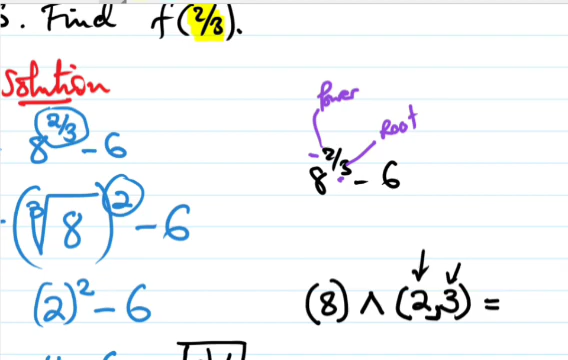 5. Find f(2/3).
Solution
8^(2/3) - 6
(∛8)^2 - 6
(2)^2 - 6
Power
Root
8^(2/3) - 6
(8) ^ (2,3) =